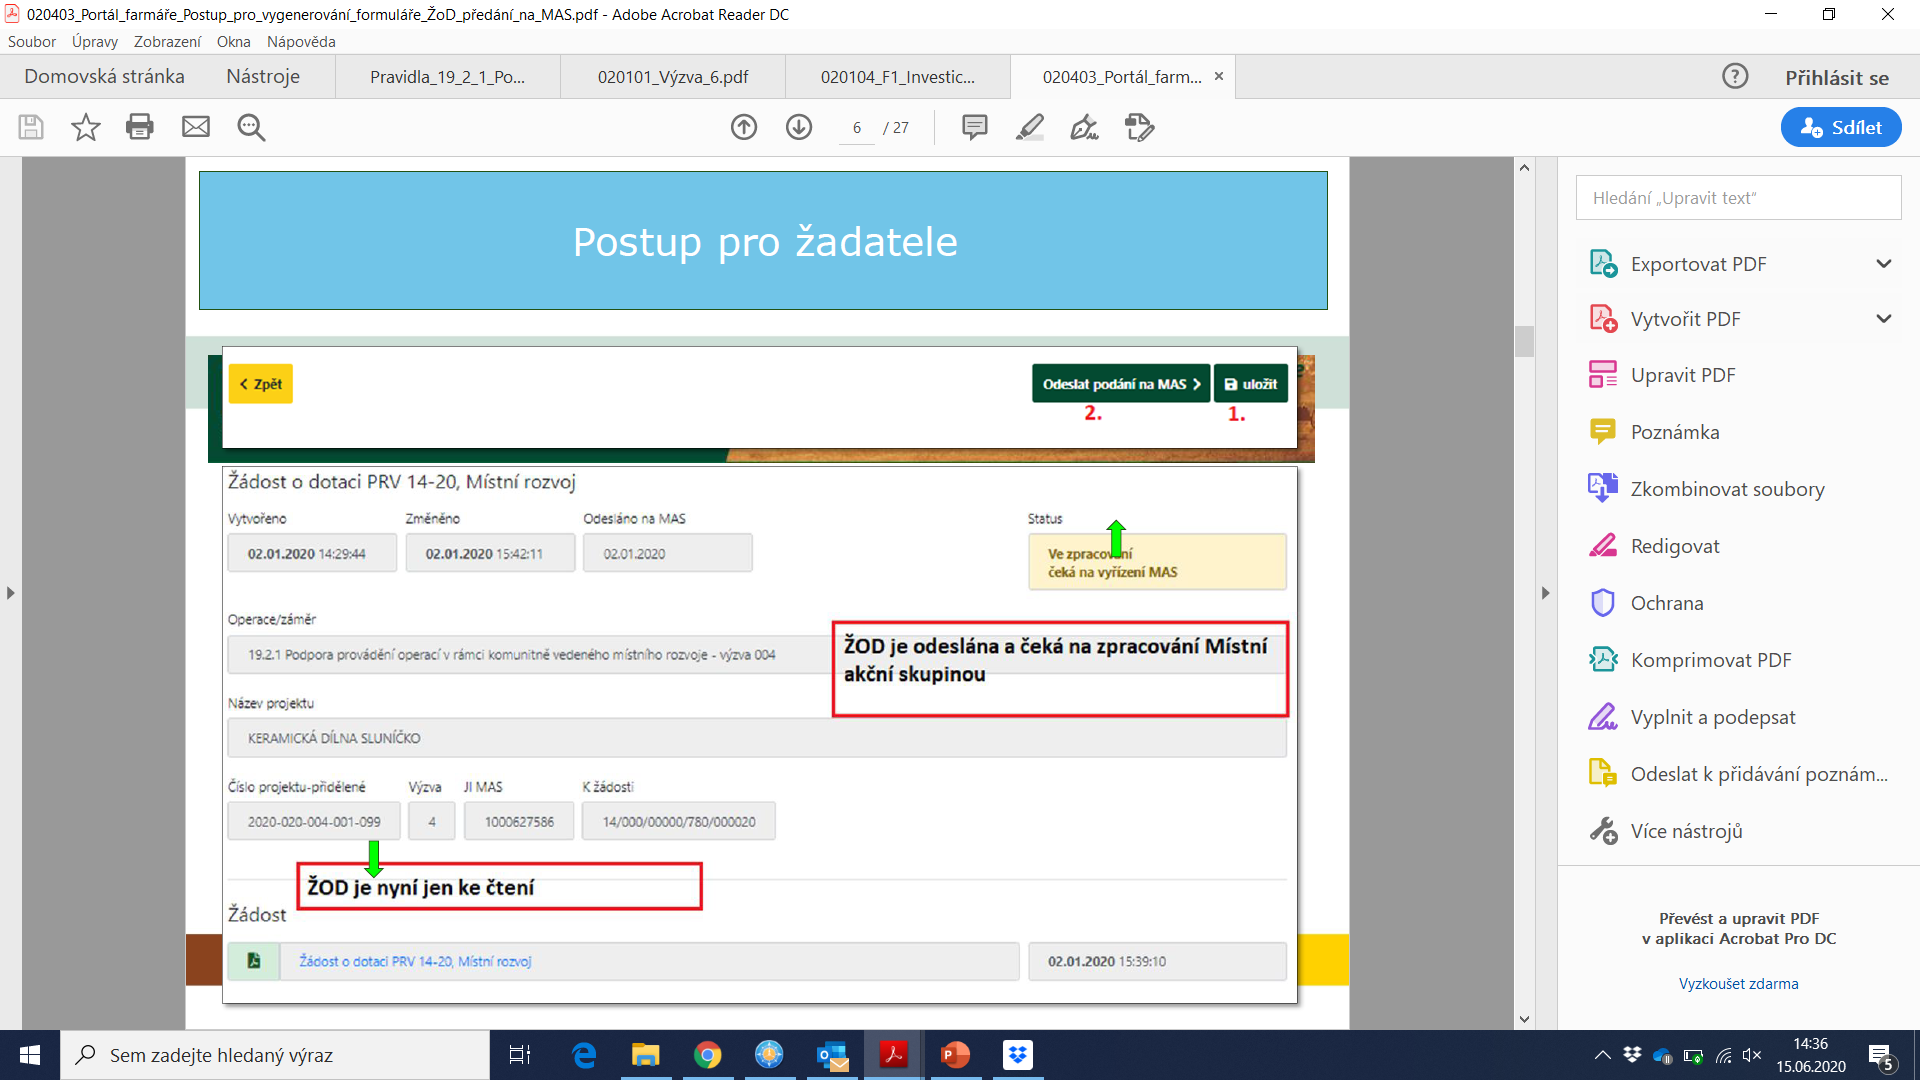 020403_Portál_farmáře_Postup_pro_vygenerování_formuláře_ŽoD_předání_na_MAS.pdf - Adobe Acrobat Reader DC
Soubor Úpravy Zobrazení Okna Nápověda
Domovská stránka Nástroje Pravidla_19_2_1_Po... 020101_Výzva_6.pdf 020104_F1_Investic... 020403_Portál_farm... × Přihlásit se
6 / 27
Sdílet
Postup pro žadatele
Zpět
Odeslat podání na MAS uložit
2. 1.
Žádost o dotaci PRV 14-20, Místní rozvoj
Vytvořeno Změněno Odesláno na MAS Status
02.01.2020 14:29:44 02.01.2020 15:42:11 02.01.2020
Ve zpracování
čeká na vyřízení MAS
Operace/záměr
19.2.1 Podpora provádění operací v rámci komunitně vedeného místního rozvoje - výzva 004
ŽOD je odeslána a čeká na zpracování Místní
akční skupinou
Název projektu
KERAMICKÁ DÍLNA SLUNÍČKO
Číslo projektu-přidělené Výzva JI MAS K žádosti
2020-020-004-001-099 4 1000627586 14/000/00000/780/000020
ŽOD je nyní jen ke čtení
Žádost
Žádost o dotaci PRV 14-20, Místní rozvoj 02.01.2020 15:39:10
Hledání „Upravit text“
Exportovat PDF
Vytvořit PDF
Upravit PDF
Poznámka
Zkombinovat soubory
Redigovat
Ochrana
Komprimovat PDF
Vyplnit a podepsat
Odeslat k přidávání poznám...
Více nástrojů
Převést a upravit PDF
v aplikaci Acrobat Pro DC
Vyzkoušet zdarma
Sem zadejte hledaný výraz
14:36
15.06.2020
5